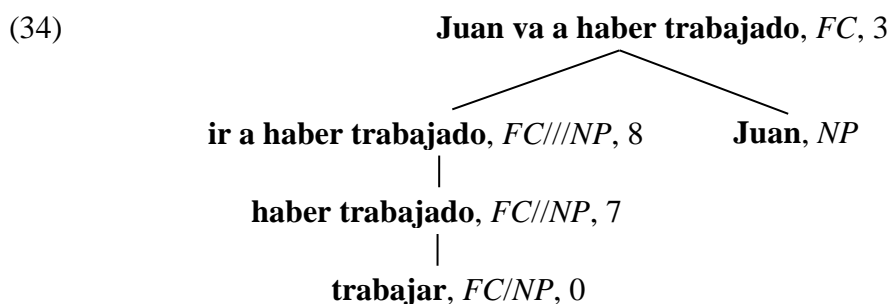 (34) Juan va a haber trabajado, FC, 3
ir a haber trabajado, FC///NP, 8 Juan, NP
haber trabajado, FC//NP, 7
trabajar, FC/NP, 0